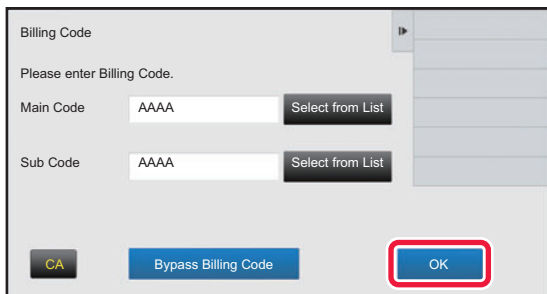 Billing Code
Please enter Billing Code.
Main Code AAAA Select from List
Sub Code AAAA Select from List
CA Bypass Billing Code OK